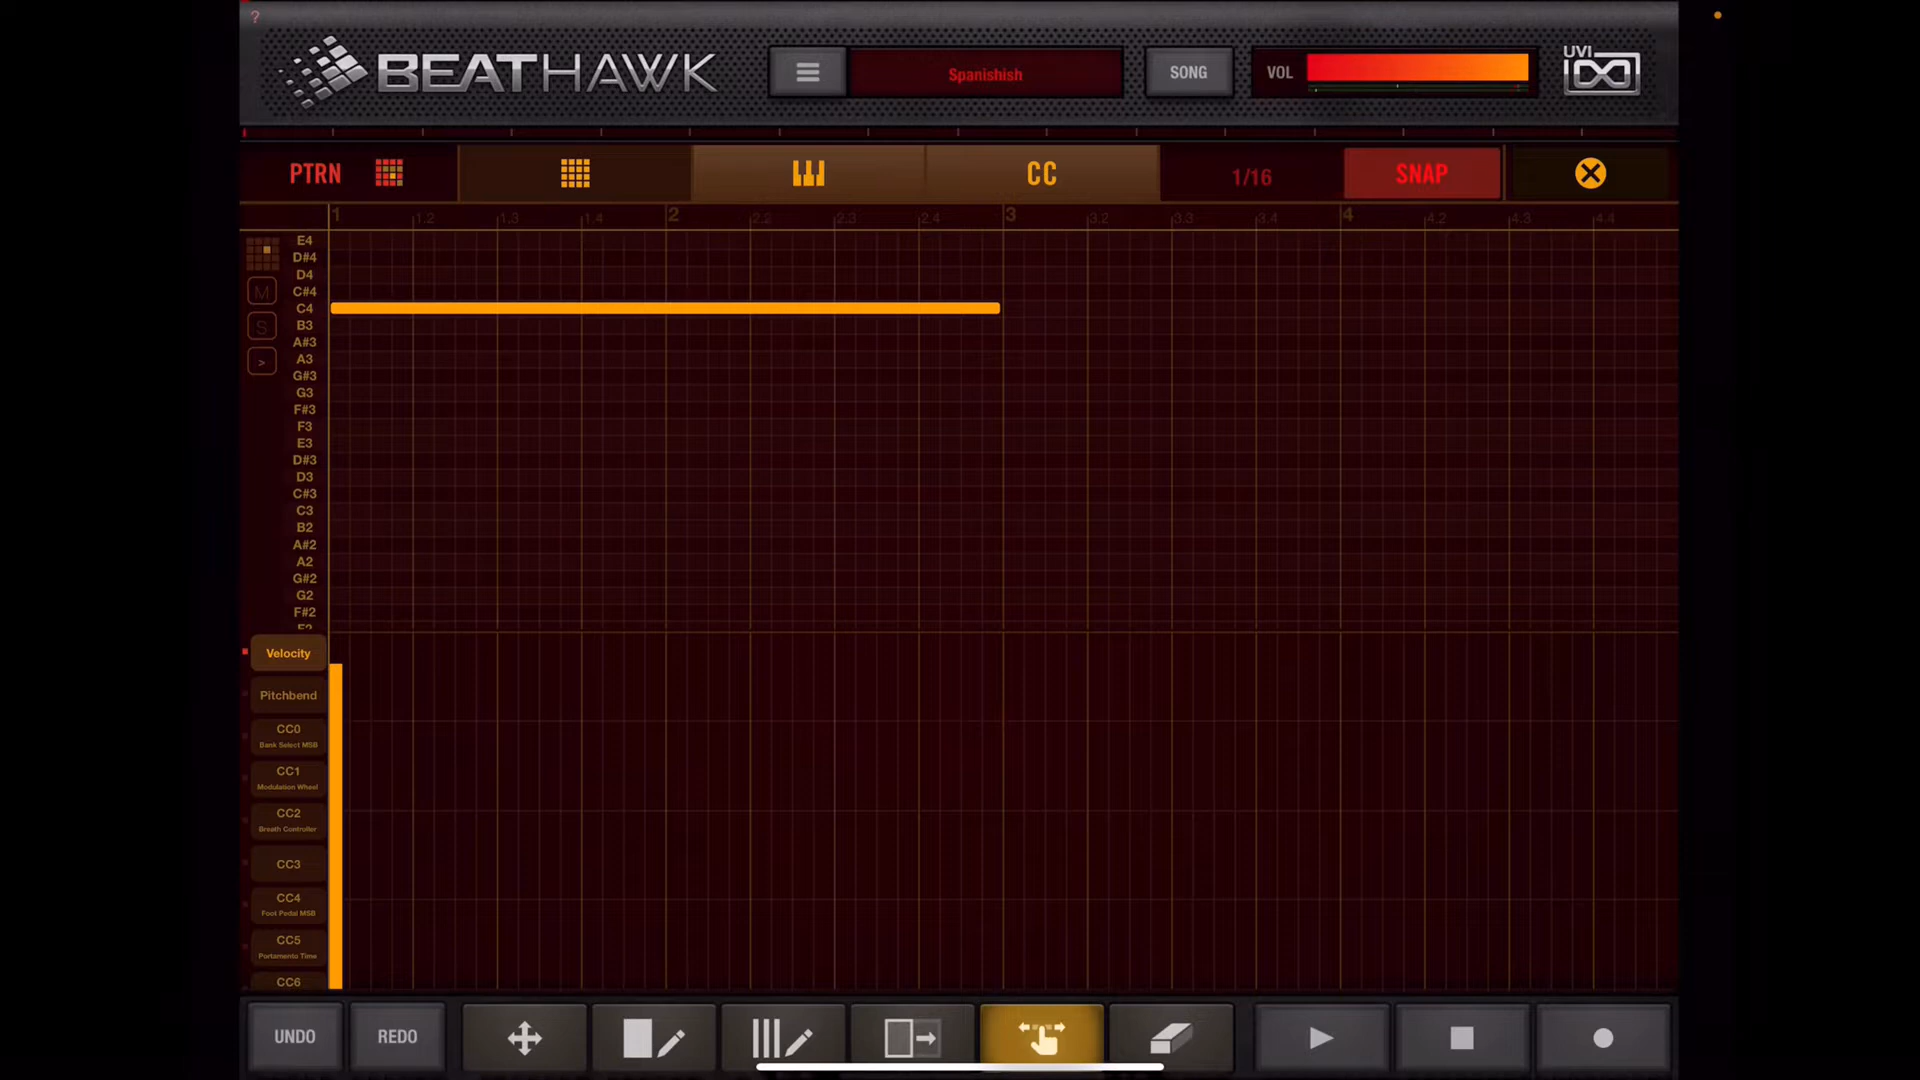 ?
BEATHAWK
Spanishish
SONG
VOL
UVI
PTRN
CC
1/16
SNAP
1 1.2 1.3 1.4 2 2.2 2.3 2.4 3 3.2 3.3 3.4 4 4.2 4.3 4.4
E4
D#4
D4
M
C#4
C4
S
B3
A#3
>
A3
G#3
G3
F#3
F3
E3
D#3
D3
C#3
C3
B2
A#2
A2
G#2
G2
F#2
Velocity
Pitchbend
CC0
Bank Select MSB
CC1
Modulation Wheel
CC2
Breath Controller
CC3
CC4
Foot Pedal MSB
CC5
Portamento Time
CC6
UNDO
REDO